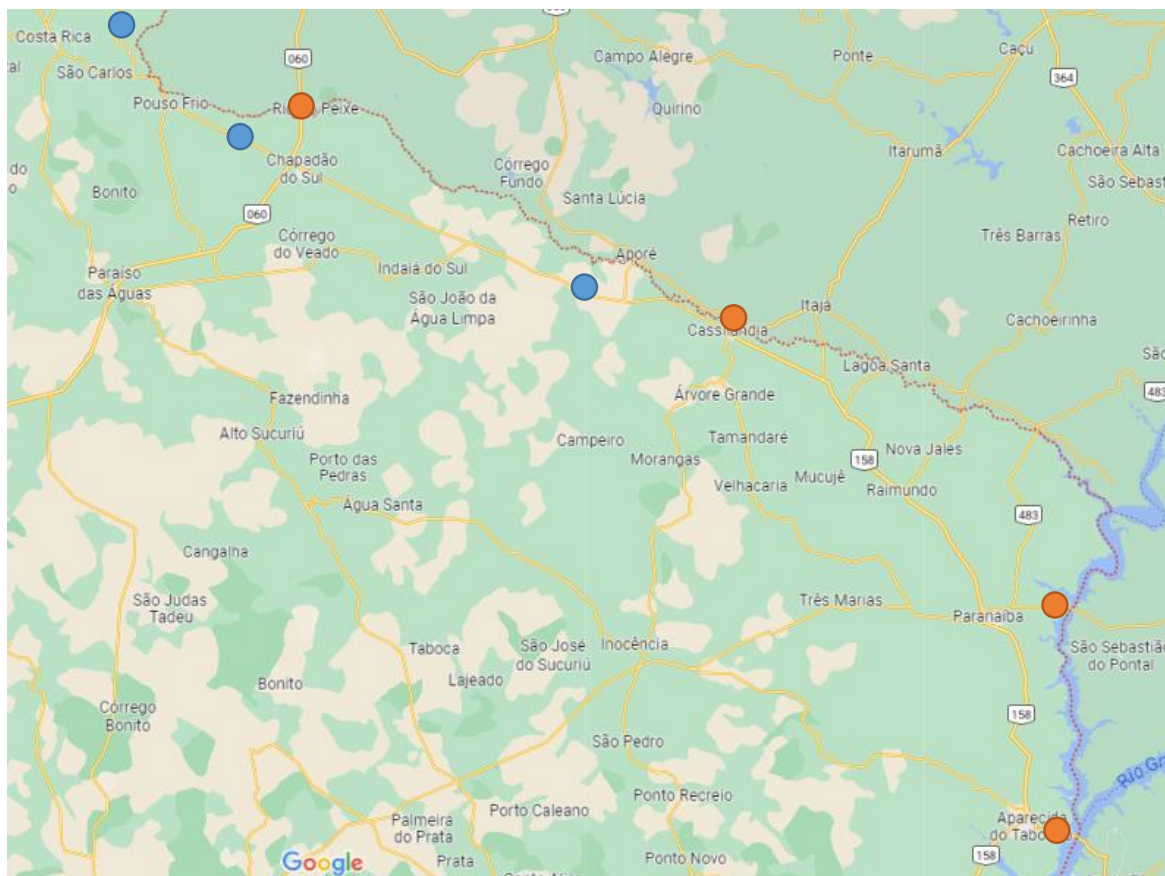 Costa Rica
060
Campo Alegre
Ponte
Caçu
São Carlos
364
Pouso Frio
Quirino
Itarumã
Cachoeira Alta
Chapadão
do Sul
Córrego
Fundo
do
Bonito
Santa Lúcia
São Sebast
060
Retiro
Córrego
do Veado
Três Barras
Aporé
Indaiá do Sul
Paraíso
das Águas
São João da
Água Limpa
Itajá
Cachoeirinha
Lagoa Santa
Sã
483
Árvore Grande
Fazendinha
Alto Sucuriú
Campeiro
Tamandaré
Nova Jales
Porto das
Pedras
Morangas
158
Mucujê
Velhacaria
Raimundo
Água Santa
483
Cangalha
São Judas
Tadeu
Três Marias
Paranaíba
Taboca
São José
do Sucuriú
Inocência
São Sebastião
do Pontal
Bonito
Lajeado
Córrego
Bonito
158
São Pedro
Ponto Recreio
Porto Caleano
Palmeira
do Prata
Aparecida
Google
Prata
Ponto Novo
158